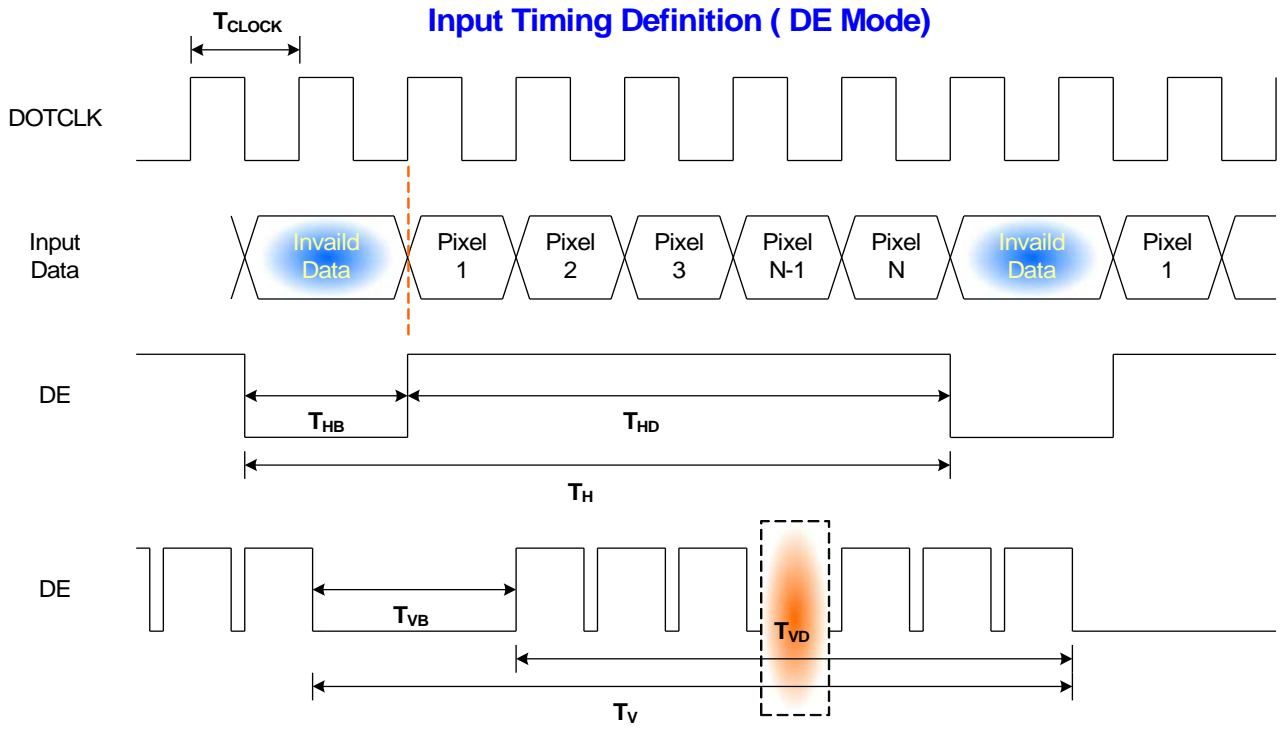 Input Timing Definition ( DE Mode)
TCLOCK
DOTCLK
Input
Data
Invaild
Data
Pixel
1
Pixel
2
Pixel
3
Pixel
N-1
Pixel
N
Invaild
Data
Pixel
1
DE
THB
THD
TH
DE
TVB
TVD
TV